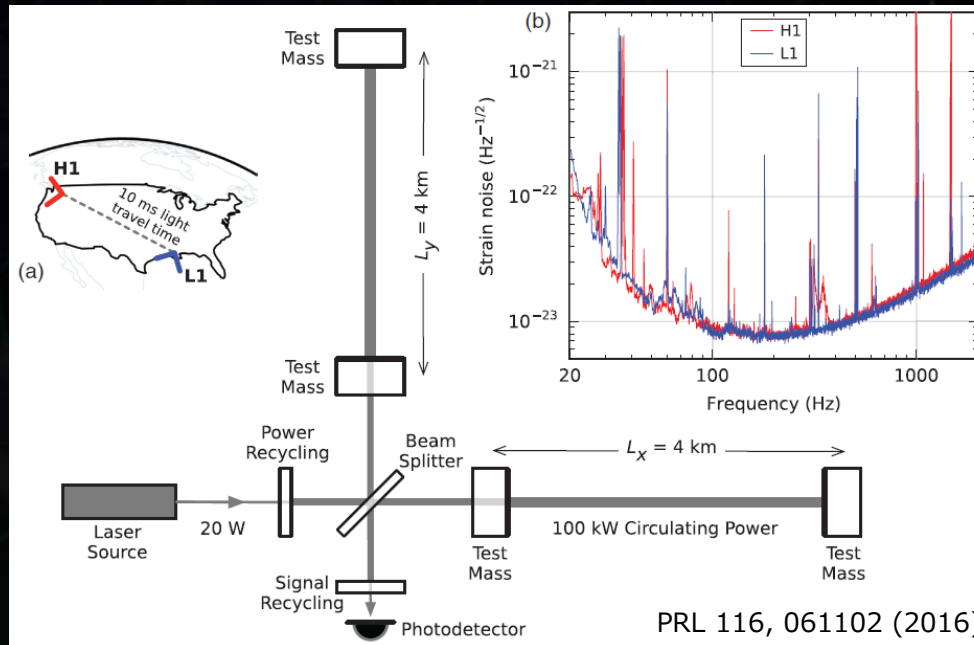 (a)
H1
10 ms light
travel time
L1
Test
Mass
L_y = 4 km
Test
Mass
Power
Recycling
Beam
Splitter
L_x = 4 km
Laser
Source
20 W
100 kW Circulating Power
Test
Mass
Test
Mass
Signal
Recycling
Photodetector
(b)
H1
L1
Strain noise (Hz^{-1/2})
10^{-21}
10^{-22}
10^{-23}
20
100
1000
Frequency (Hz)
PRL 116, 061102 (2016)